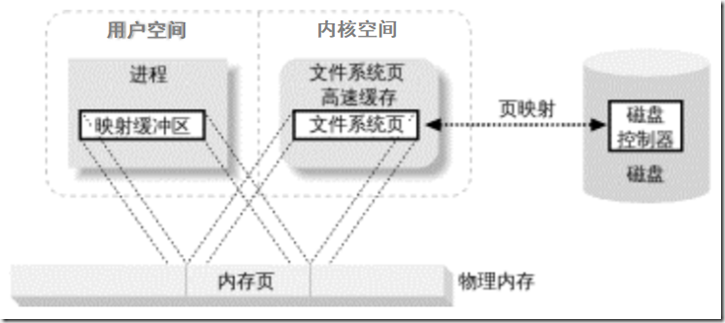 用户空间
内核空间
进程
文件系统页
高速缓存
映射缓冲区
文件系统页
页映射
磁盘
控制器
磁盘
内存页
物理内存